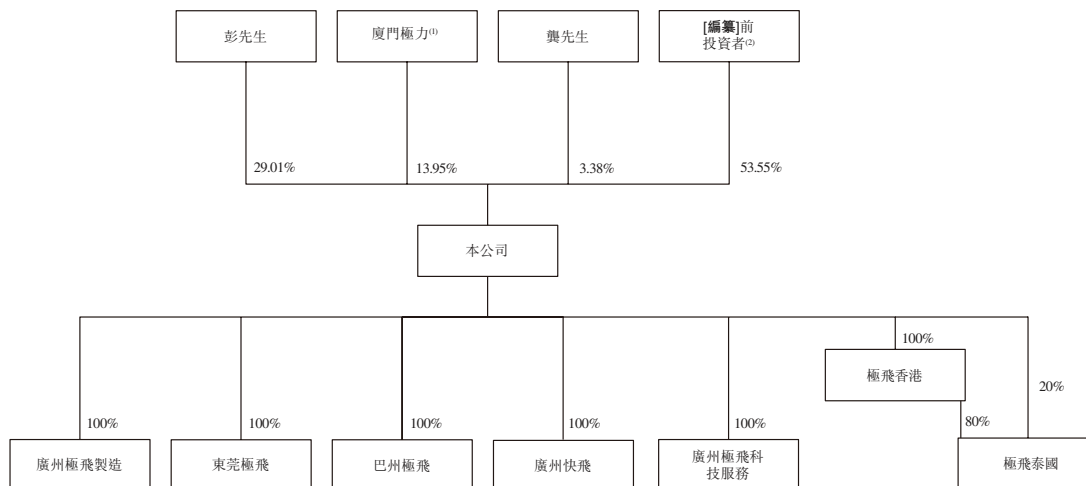 彭先生
廈門極力⁽¹⁾
龔先生
[編纂]前
投資者⁽²⁾
29.01%
13.95%
3.38%
53.55%
本公司
100%
極飛香港
20%
100%
100%
100%
100%
100%
80%
廣州極飛製造
東莞極飛
巴州極飛
廣州快飛
廣州極飛科
技服務
極飛泰國